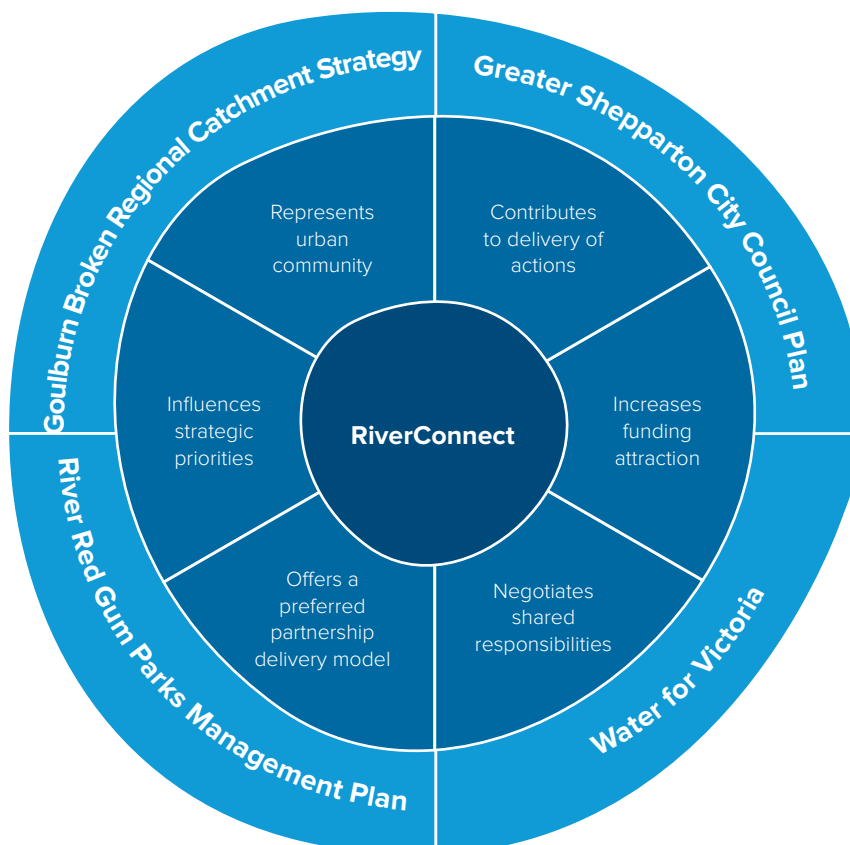 Goulburn Broken Regional Catchment Strategy
Greater Shepparton City Council Plan
Represents
urban
community
Contributes
to delivery of
actions
Influences
strategic
priorities
RiverConnect
Increases
funding
attraction
Offers a
preferred
partnership
delivery model
Negotiates
shared
responsibilities
River Red Gum Parks Management Plan
Water for Victoria